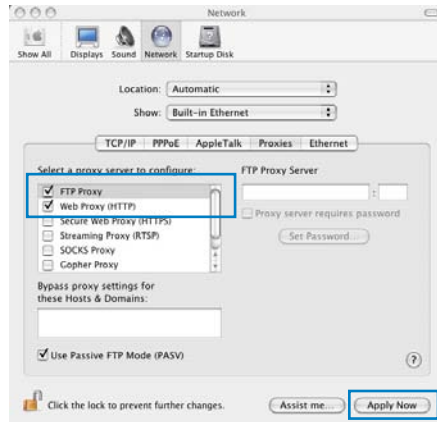 Network
Show All Displays Sound Network Startup Disk
Location: Automatic
Show: Built-in Ethernet
TCP/IP PPPoE AppleTalk Proxies Ethernet
Select a proxy server to configure: FTP Proxy Server
FTP Proxy
Web Proxy (HTTP) :
Secure Web Proxy (HTTPS) Proxy server requires password
Streaming Proxy (RTSP) Set Password...
SOCKS Proxy
Gopher Proxy
Bypass proxy settings for
these Hosts & Domains:
Use Passive FTP Mode (PASV) ?
Click the lock to prevent further changes. Assist me... Apply Now